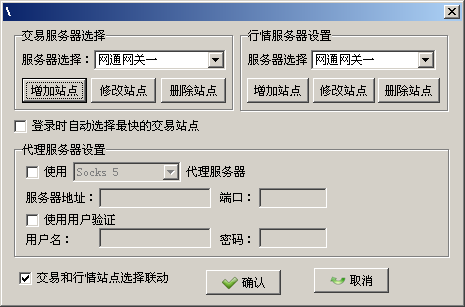 \
交易服务器选择
服务器选择： 网通网关一
增加站点 修改站点 删除站点
行情服务器设置
服务器选择 网通网关一
增加站点 修改站点 删除站点
登录时自动选择最快的交易站点
代理服务器设置
使用 Socks 5 代理服务器
服务器地址： 端口：
使用用户验证
用户名： 密码：
交易和行情站点选择联动 确认 取消